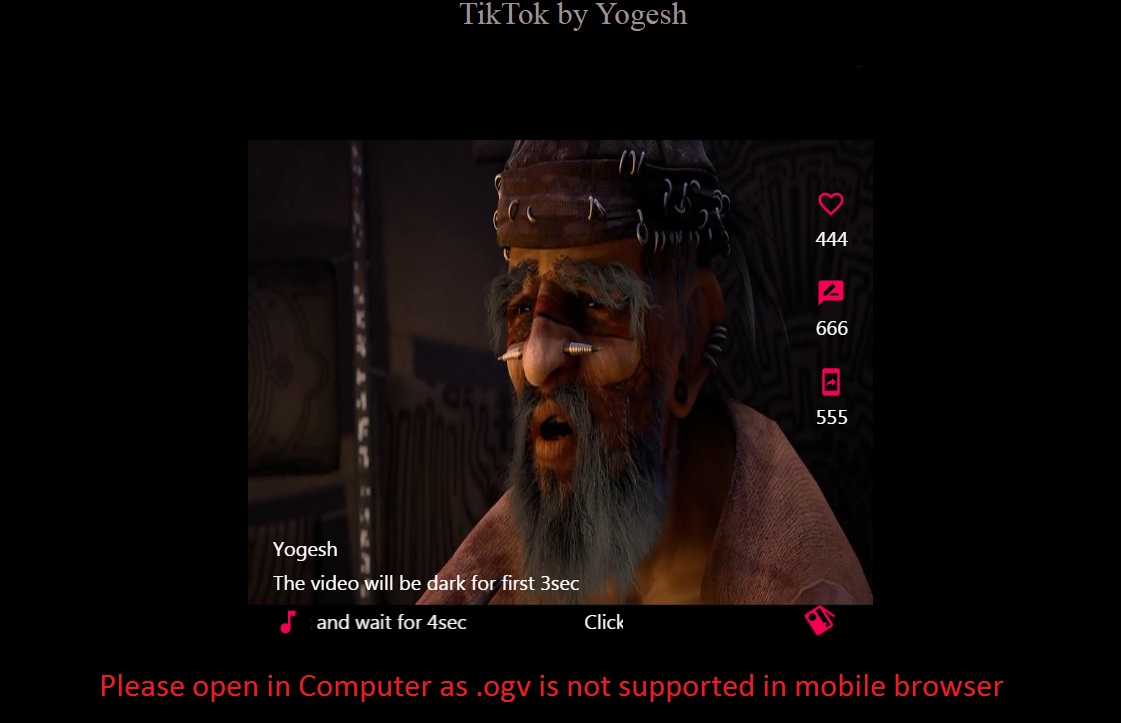 TikTok by Yogesh
444
666
555
Yogesh
The video will be dark for first 3sec
and wait for 4sec Click
Please open in Computer as .ogv is not supported in mobile browser